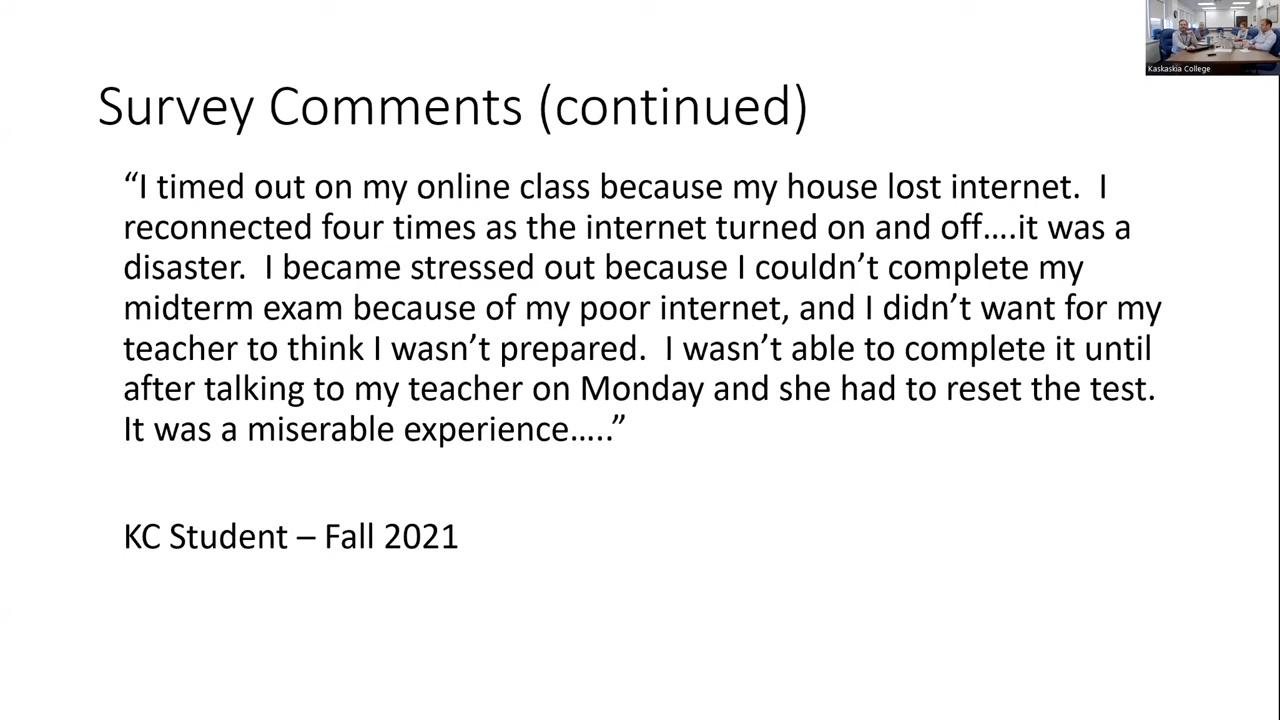 Kaskaskia College
Survey Comments (continued)
“I timed out on my online class because my house lost internet.  I
reconnected four times as the internet turned on and off….it was a
disaster.  I became stressed out because I couldn’t complete my
midterm exam because of my poor internet, and I didn’t want for my
teacher to think I wasn’t prepared.  I wasn’t able to complete it until
after talking to my teacher on Monday and she had to reset the test.
It was a miserable experience…..”
KC Student – Fall 2021